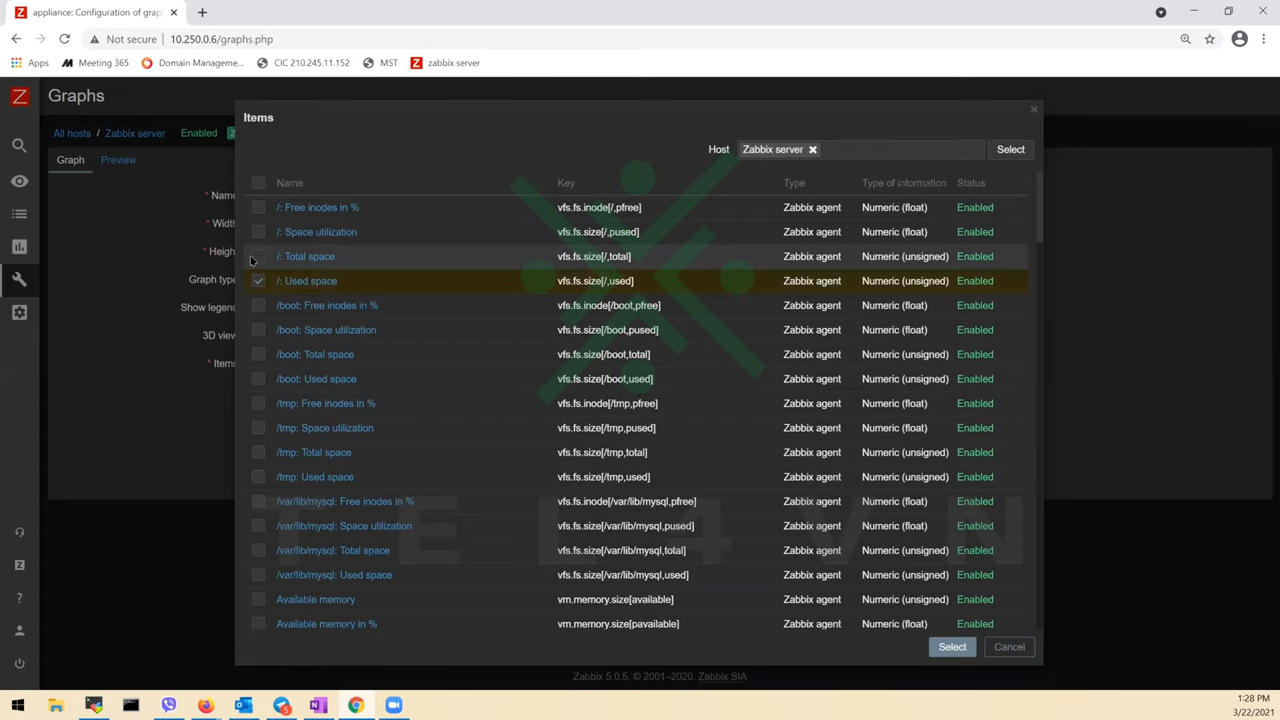 appliance: Configuration of grap
Not secure
10.250.0.6/graphs.php
Apps
Meeting 365
Domain Manageme...
CIC 210.245.11.152
MST
zabbix server
Z
Graphs
All hosts / Zabbix server Enabled Z
Graph Preview
* Name
* Width
* Heigh
Graph type
Show legend
3D view
* Items
Items
Host Zabbix server Select
Name Key Type Type of information Status
/: Free inodes in % vfs.fs.inode[/,pfree] Zabbix agent Numeric (float) Enabled
/: Space utilization vfs.fs.size[/,pused] Zabbix agent Numeric (float) Enabled
/: Total space vfs.fs.size[/,total] Zabbix agent Numeric (unsigned) Enabled
/: Used space vfs.fs.size[/,used] Zabbix agent Numeric (unsigned) Enabled
/boot: Free inodes in % vfs.fs.inode[/boot,pfree] Zabbix agent Numeric (float) Enabled
/boot: Space utilization vfs.fs.size[/boot,pused] Zabbix agent Numeric (float) Enabled
/boot: Total space vfs.fs.size[/boot,total] Zabbix agent Numeric (unsigned) Enabled
/boot: Used space vfs.fs.size[/boot,used] Zabbix agent Numeric (unsigned) Enabled
/tmp: Free inodes in % vfs.fs.inode[/tmp,pfree] Zabbix agent Numeric (float) Enabled
/tmp: Space utilization vfs.fs.size[/tmp,pused] Zabbix agent Numeric (float) Enabled
/tmp: Total space vfs.fs.size[/tmp,total] Zabbix agent Numeric (unsigned) Enabled
/tmp: Used space vfs.fs.size[/tmp,used] Zabbix agent Numeric (unsigned) Enabled
/var/lib/mysql: Free inodes in % vfs.fs.inode[/var/lib/mysql,pfree] Zabbix agent Numeric (float) Enabled
/var/lib/mysql: Space utilization vfs.fs.size[/var/lib/mysql,pused] Zabbix agent Numeric (float) Enabled
/var/lib/mysql: Total space vfs.fs.size[/var/lib/mysql,total] Zabbix agent Numeric (unsigned) Enabled
/var/lib/mysql: Used space vfs.fs.size[/var/lib/mysql,used] Zabbix agent Numeric (unsigned) Enabled
Available memory vm.memory.size[available] Zabbix agent Numeric (unsigned) Enabled
Available memory in % vm.memory.size[pavailable] Zabbix agent Numeric (float) Enabled
TEL4VN
Select Cancel
Zabbix 5.0.5. © 2001–2020, Zabbix SIA
1:28 PM
3/22/2021